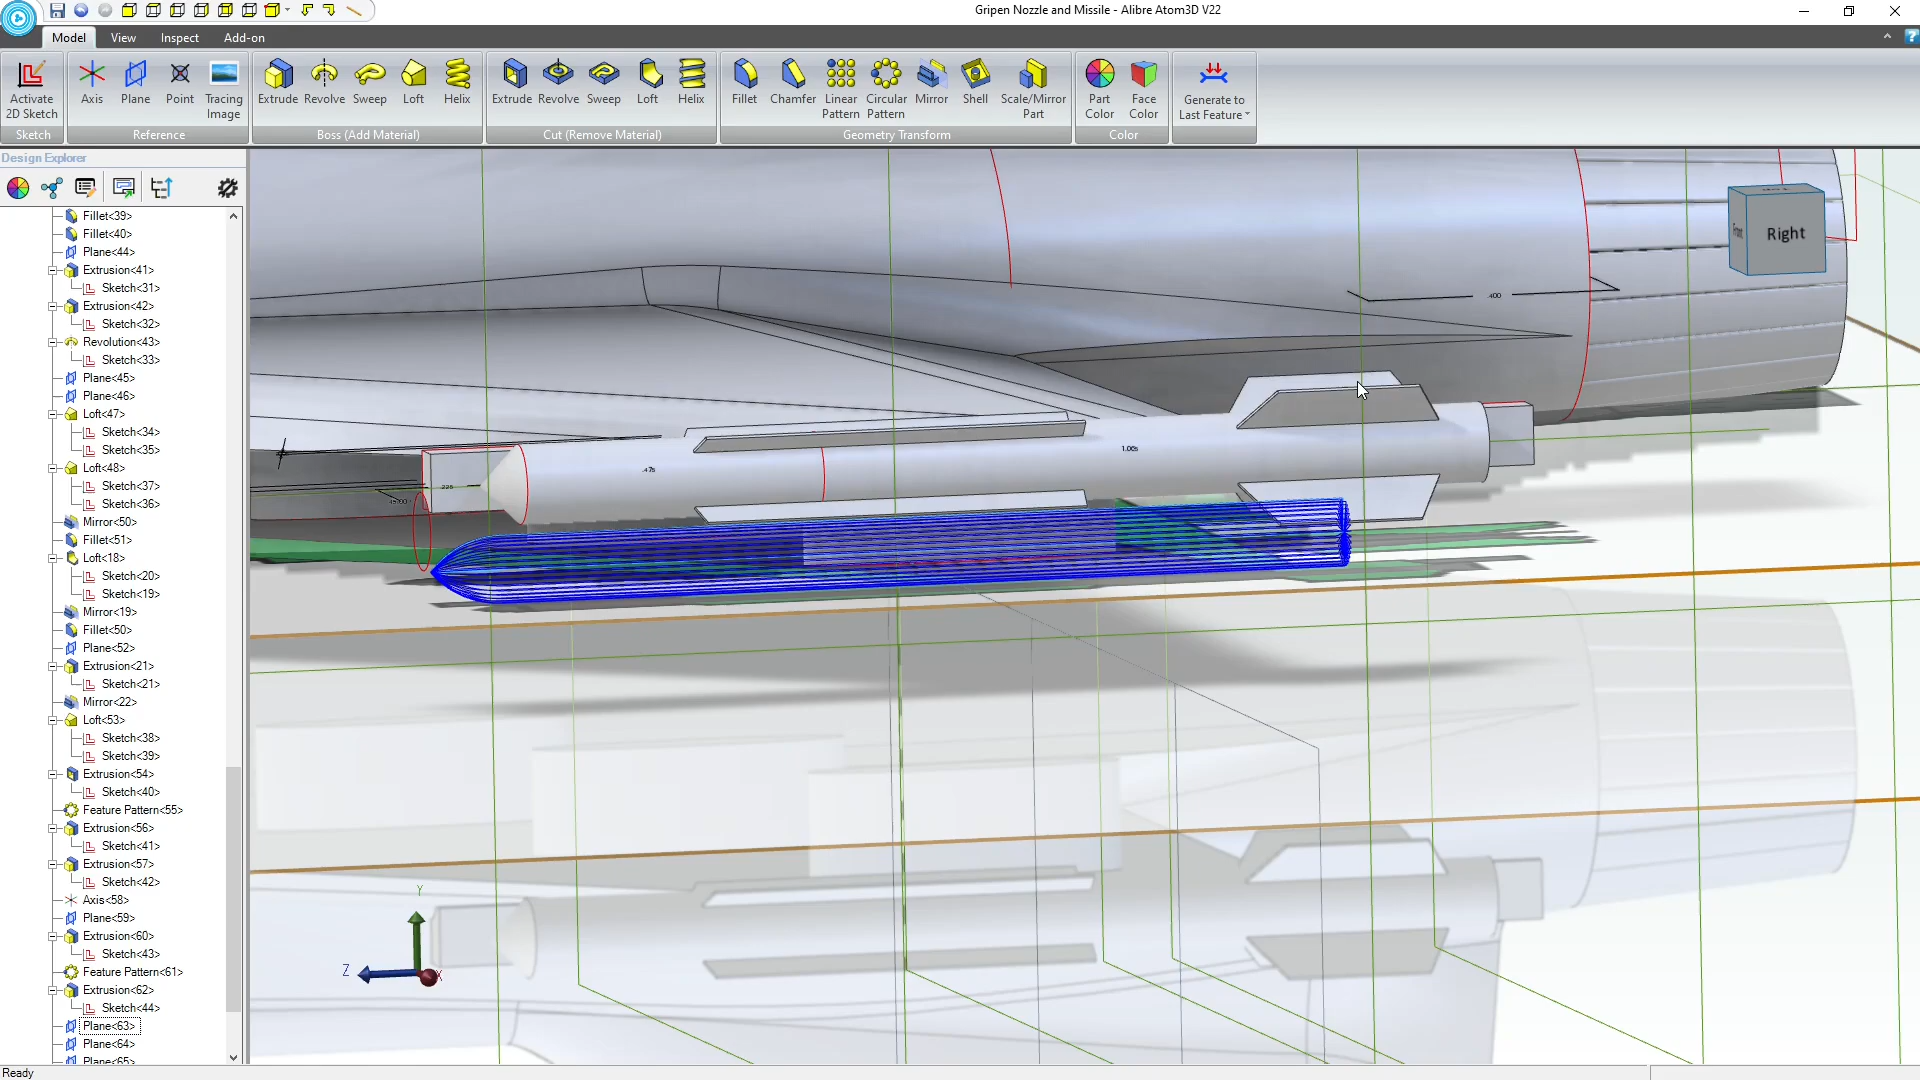 Gripen Nozzle and Missile - Alibre Atom3D V22
Model View Inspect Add-on
Activate 2D Sketch
Axis Plane Point Tracing Image
Extrude Revolve Sweep Loft Helix
Extrude Revolve Sweep Loft Helix
Fillet Chamfer Linear Pattern Circular Pattern Mirror Shell Scale/Mirror Part
Part Color Face Color
Generate to Last Feature
Sketch Reference Boss (Add Material) Cut (Remove Material) Geometry Transform Color
Design Explorer
Fillet<39>
Fillet<40>
Plane<44>
Extrusion<41>
Sketch<31>
Extrusion<42>
Sketch<32>
Revolution<43>
Sketch<33>
Plane<45>
Plane<46>
Loft<47>
Sketch<34>
Sketch<35>
Loft<48>
Sketch<37>
Sketch<36>
Mirror<50>
Fillet<51>
Loft<18>
Sketch<20>
Sketch<19>
Mirror<19>
Fillet<50>
Plane<52>
Extrusion<21>
Sketch<21>
Mirror<22>
Loft<53>
Sketch<38>
Sketch<39>
Extrusion<54>
Sketch<40>
Feature Pattern<55>
Extrusion<56>
Sketch<41>
Extrusion<57>
Sketch<42>
Axis<58>
Plane<59>
Extrusion<60>
Sketch<43>
Feature Pattern<61>
Extrusion<62>
Sketch<44>
Plane<63>
Plane<64>
Plane<65>
Right
Front
.400
.475
.225
Y
Z
X
Ready